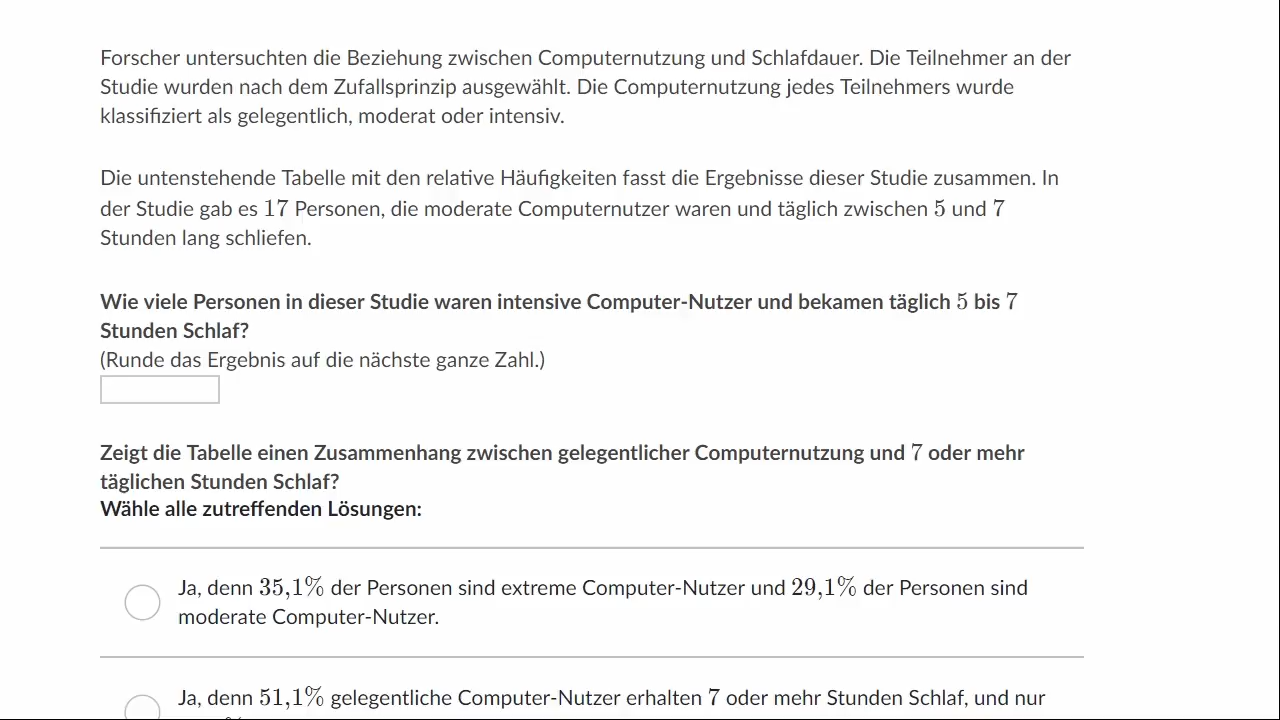 Forscher untersuchten die Beziehung zwischen Computernutzung und Schlafdauer. Die Teilnehmer an der
Studie wurden nach dem Zufallsprinzip ausgewählt. Die Computernutzung jedes Teilnehmers wurde
klassifiziert als gelegentlich, moderat oder intensiv.
Die untenstehende Tabelle mit den relative Häufigkeiten fasst die Ergebnisse dieser Studie zusammen. In
der Studie gab es 17 Personen, die moderate Computernutzer waren und täglich zwischen 5 und 7
Stunden lang schliefen.
Wie viele Personen in dieser Studie waren intensive Computer-Nutzer und bekamen täglich 5 bis 7
Stunden Schlaf?
(Runde das Ergebnis auf die nächste ganze Zahl.)
Zeigt die Tabelle einen Zusammenhang zwischen gelegentlicher Computernutzung und 7 oder mehr
täglichen Stunden Schlaf?
Wähle alle zutreffenden Lösungen:
Ja, denn 35,1% der Personen sind extreme Computer-Nutzer und 29,1% der Personen sind
moderate Computer-Nutzer.
Ja, denn 51,1% gelegentliche Computer-Nutzer erhalten 7 oder mehr Stunden Schlaf, und nur